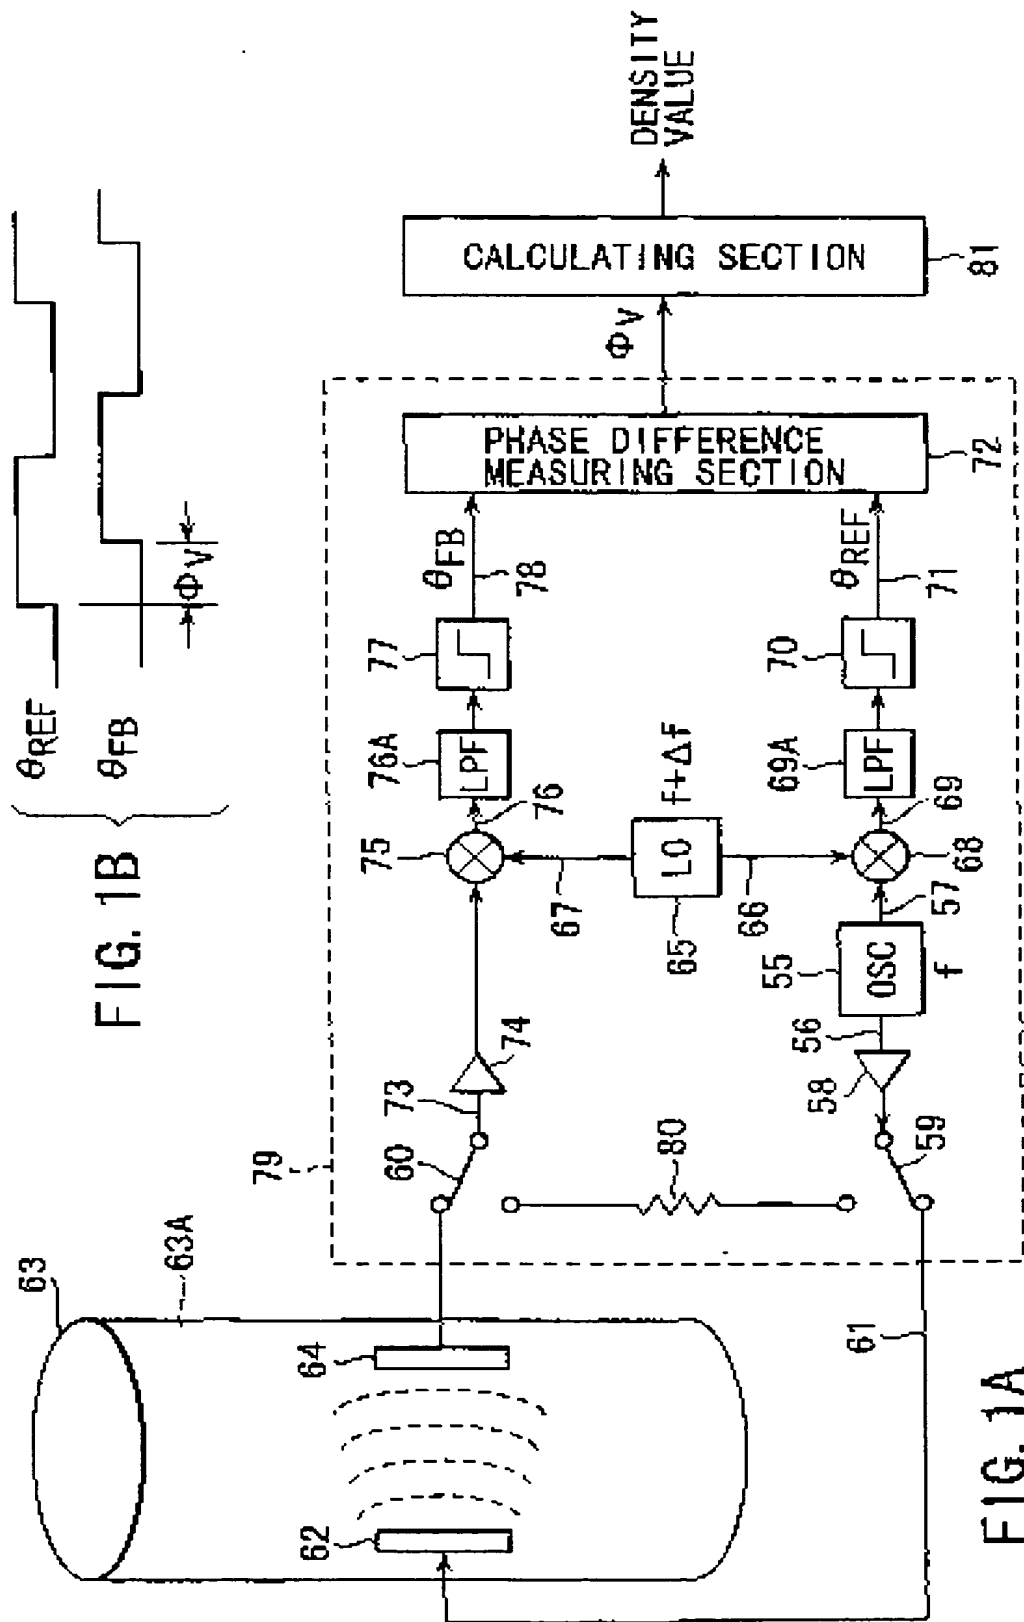 FIG. 1B
θREF
θFB
ΦV
FIG. 1A
63
63A
62
64
61
79
60
73
74
75
76
76A
LPF
77
θFB
78
67
LO
f+Δf
65
66
80
59
58
56
55
OSC
f
57
68
69
69A
LPF
70
θREF
71
PHASE DIFFERENCE
MEASURING SECTION
72
ΦV
CALCULATING SECTION
81
DENSITY
VALUE